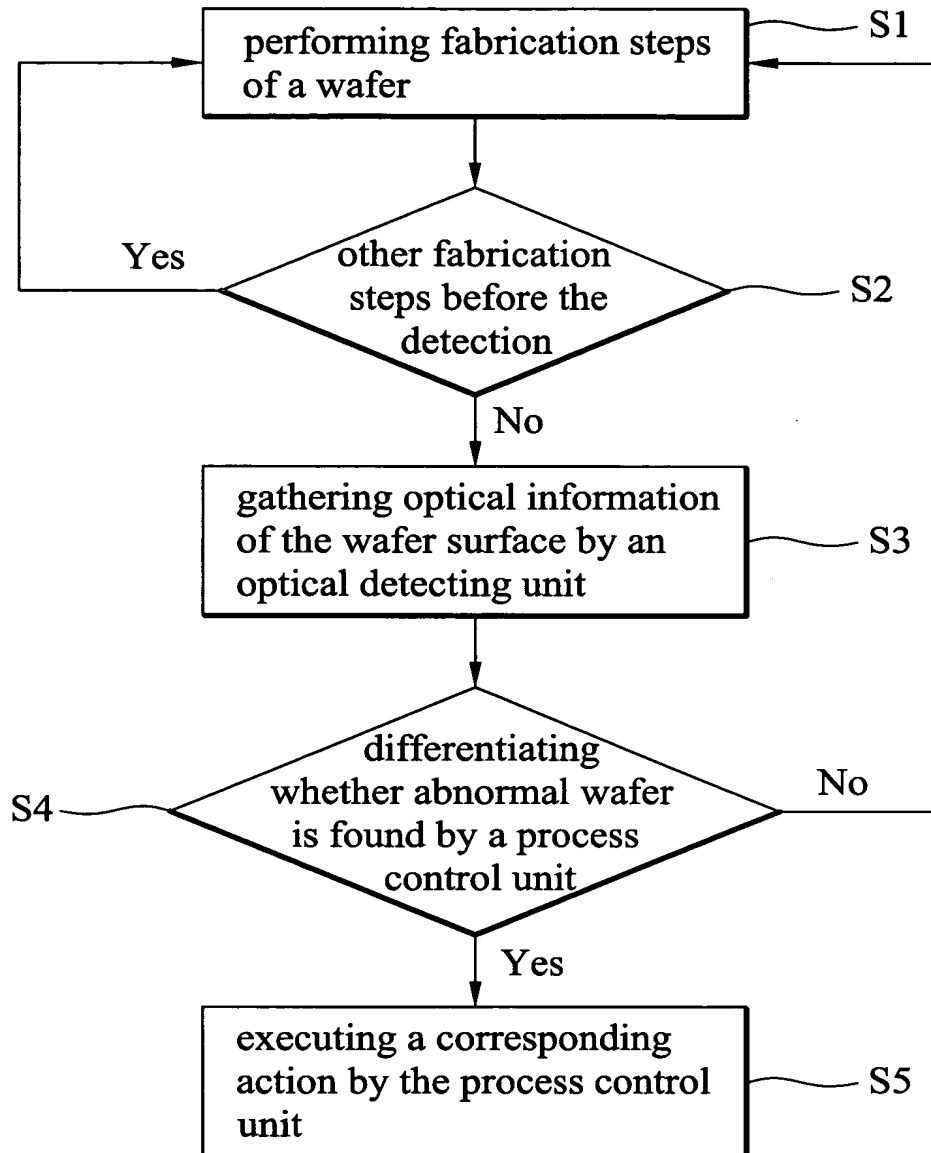 performing fabrication steps
of a wafer
S1
Yes
other fabrication
steps before the
detection
S2
No
gathering optical information
of the wafer surface by an
optical detecting unit
S3
differentiating
whether abnormal wafer
is found by a process
control unit
S4
No
Yes
executing a corresponding
action by the process control
unit
S5